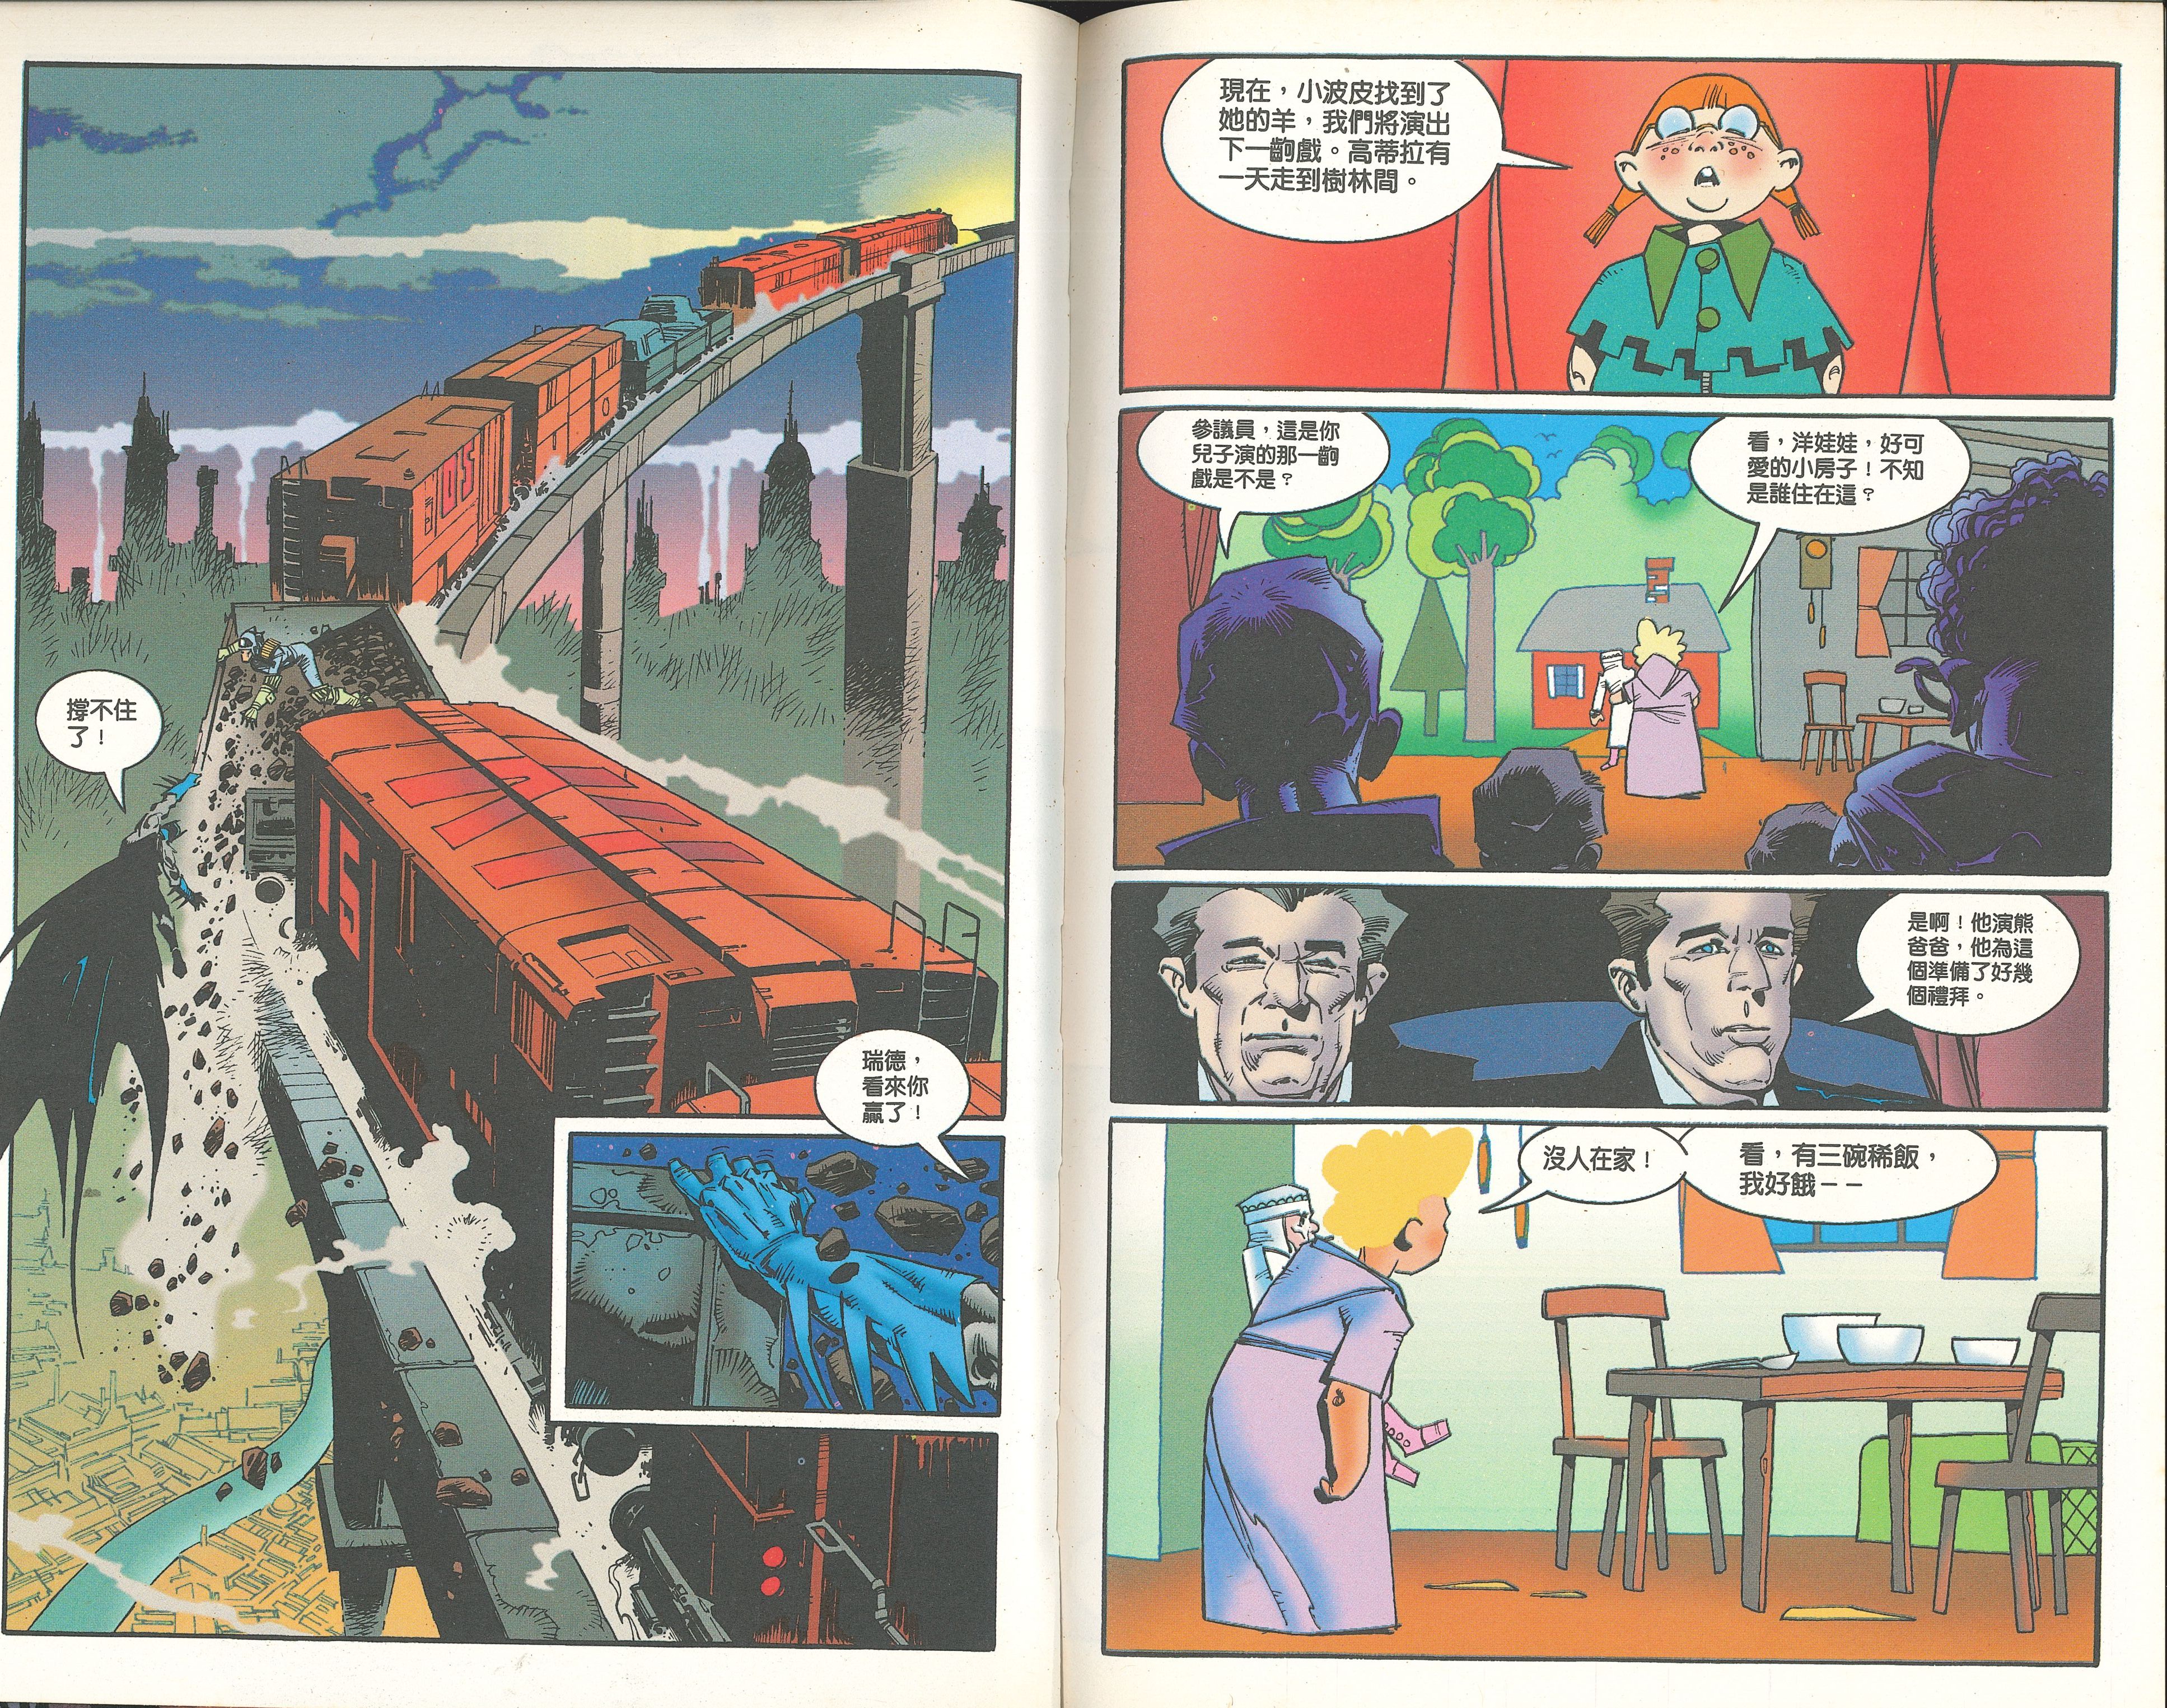 撐不住
了！
瑞德，
看來你
贏了！
現在，小波皮找到了
她的羊，我們將演出
下一齣戲。高蒂拉有
一天走到樹林間。
參議員，這是你
兒子演的那一齣
戲是不是？
看，洋娃娃，好可
愛的小房子！不知
是誰住在這？
是啊！他演熊
爸爸，他為這
個準備了好幾
個禮拜。
沒人在家！
看，有三碗稀飯，
我好餓－－